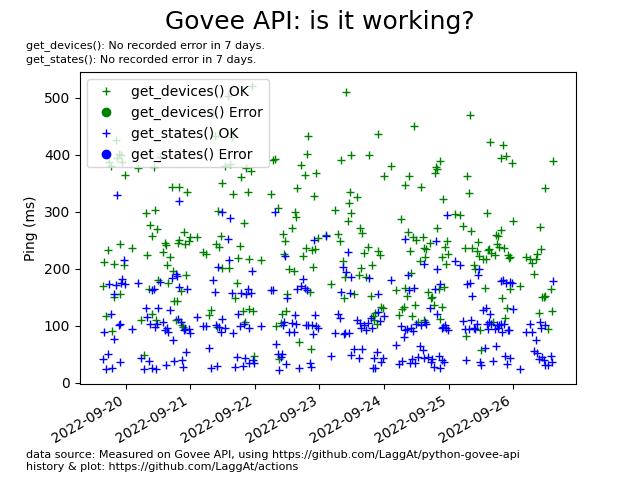 Govee API: is it working?
get_devices(): No recorded error in 7 days.
get_states(): No recorded error in 7 days.
get_devices() OK
get_devices() Error
get_states() OK
get_states() Error
Ping (ms)
500
400
300
200
100
0
2022-09-20
2022-09-21
2022-09-22
2022-09-23
2022-09-24
2022-09-25
2022-09-26
data source: Measured on Govee API, using https://github.com/LaggAt/python-govee-api
history & plot: https://github.com/LaggAt/actions